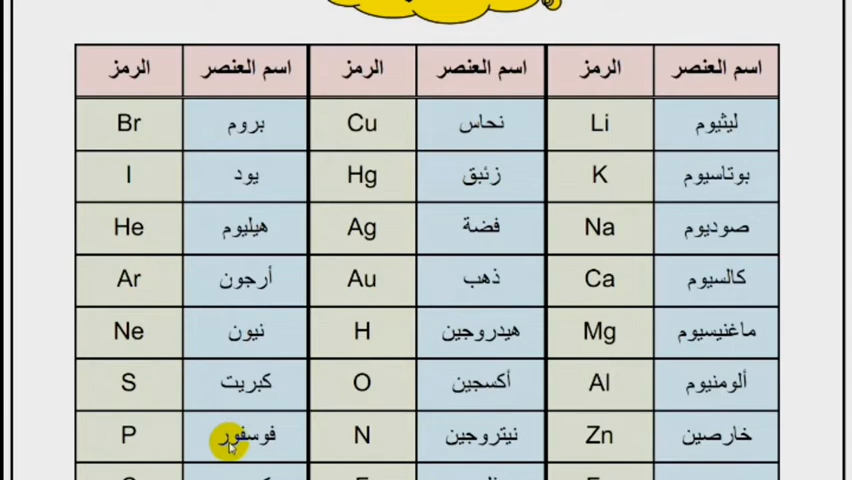 اسم العنصر الرمز اسم العنصر الرمز اسم العنصر الرمز
ليثيوم Li نحاس Cu بروم Br
بوتاسيوم K زئبق Hg يود I
صوديوم Na فضة Ag هيليوم He
كالسيوم Ca ذهب Au أرجون Ar
ماغنيسيوم Mg هيدروجين H نيون Ne
ألومنيوم Al أكسجين O كبريت S
خارصين Zn نيتروجين N فوسفور P